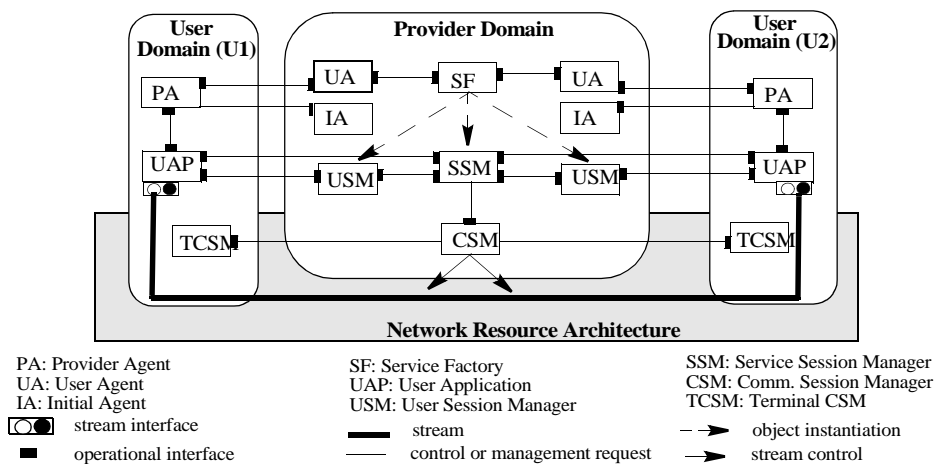 User
Domain (U1)
Provider Domain
User
Domain (U2)
UA
SF
UA
PA
PA
IA
IA
UAP
SSM
UAP
USM
USM
TCSM
CSM
TCSM
Network Resource Architecture
PA: Provider Agent
UA: User Agent
IA: Initial Agent
stream interface
operational interface
SF: Service Factory
UAP: User Application
USM: User Session Manager
stream
control or management request
SSM: Service Session Manager
CSM: Comm. Session Manager
TCSM: Terminal CSM
object instantiation
stream control